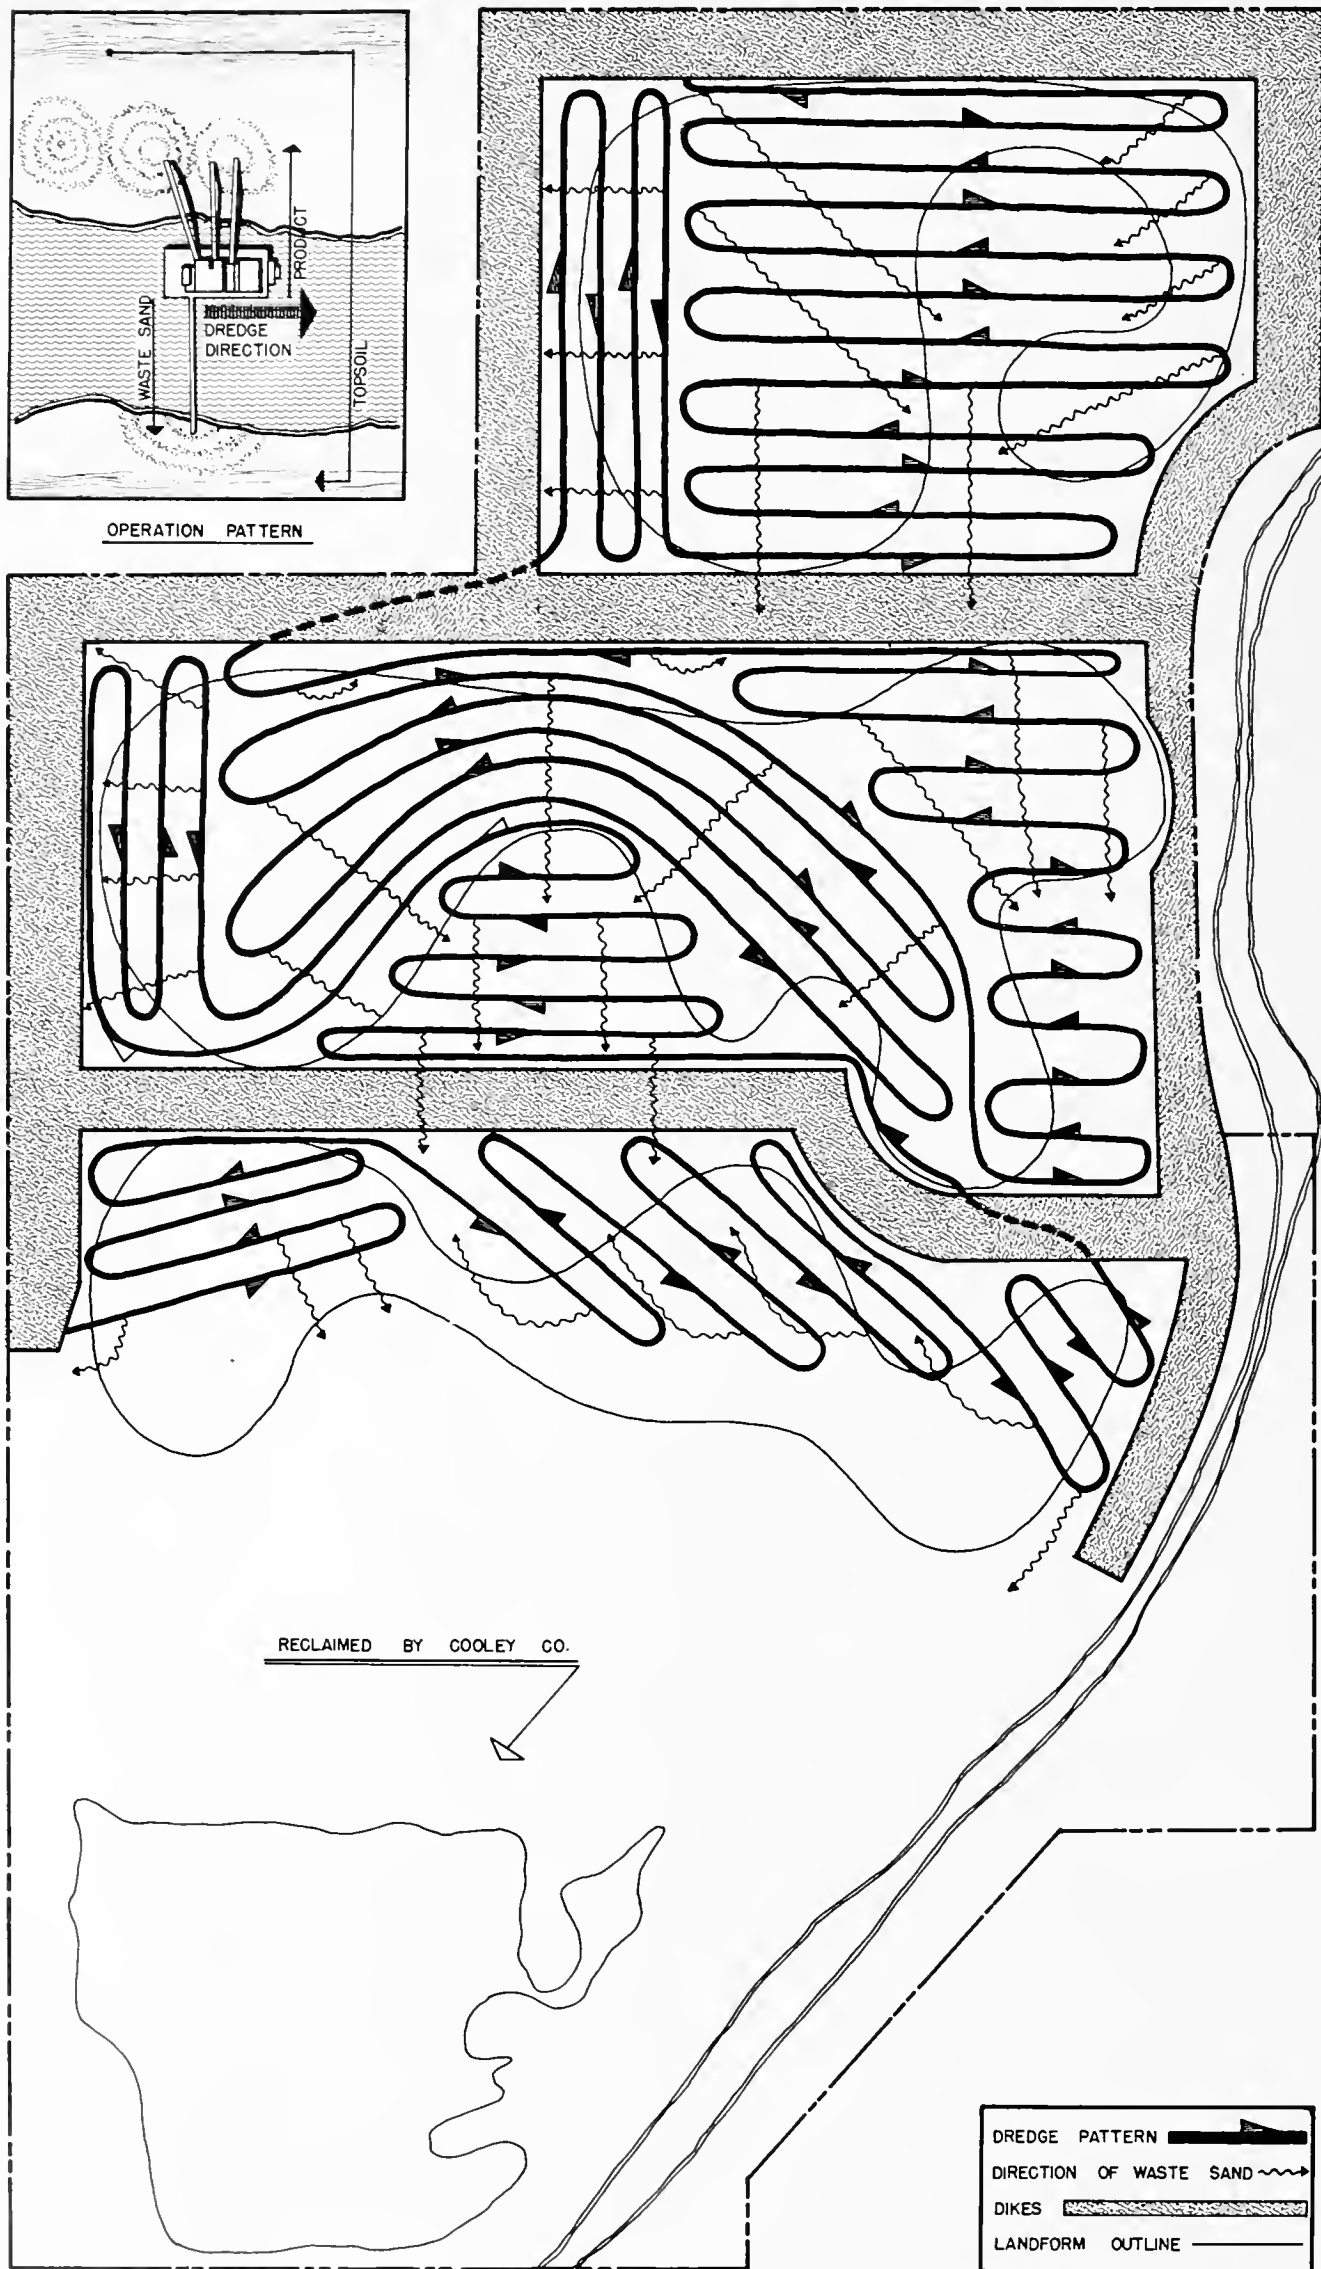 PRODUCT
WASTE SAND
DREDGE
DIRECTION
TOPSOIL
OPERATION PATTERN
RECLAIMED BY COOLEY CO.
DREDGE PATTERN
DIRECTION OF WASTE SAND
DIKES
LANDFORM OUTLINE